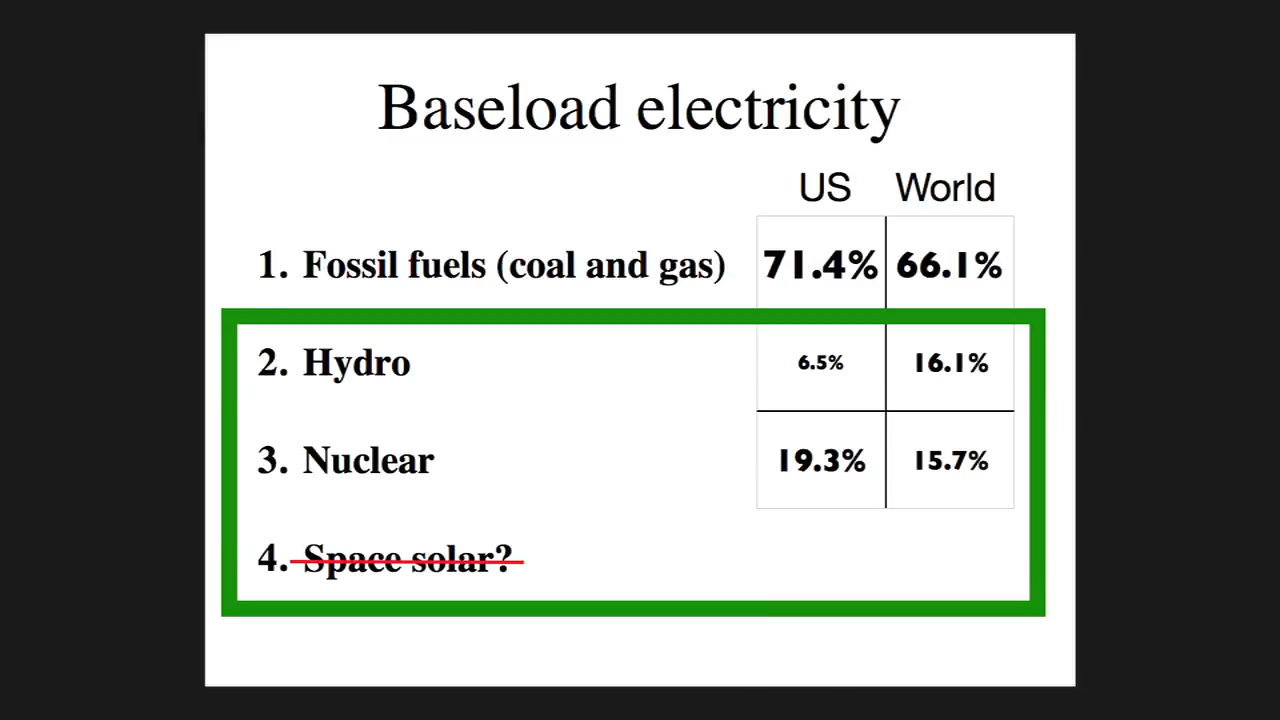 Baseload electricity
US World
1. Fossil fuels (coal and gas) 71.4% 66.1%
2. Hydro 6.5% 16.1%
3. Nuclear 19.3% 15.7%
4. Space solar?